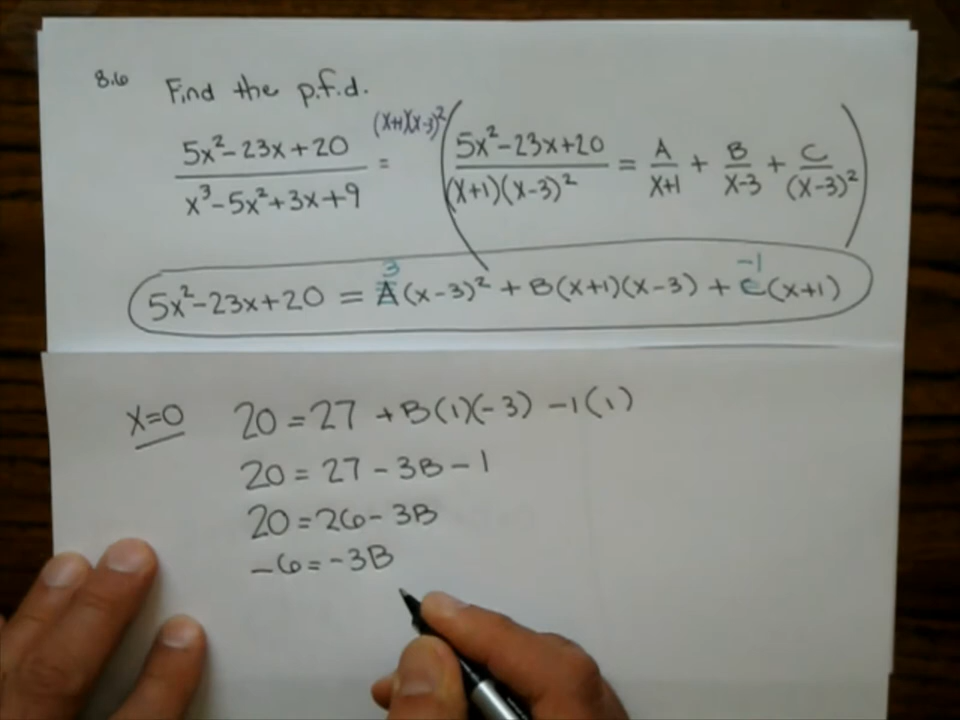 8.6 Find the p.f.d.
(5x²-23x+20)/(x³-5x²+3x+9) = (x+1)(x-3)² ( (5x²-23x+20)/((x+1)(x-3)²) = A/(x+1) + B/(x-3) + C/(x-3)² )
3 -1
5x²-23x+20 = A(x-3)² + B(x+1)(x-3) + C(x+1)
x=0 20 = 27 + B(1)(-3) -1(1)
20 = 27 - 3B - 1
20 = 26 - 3B
-6 = -3B